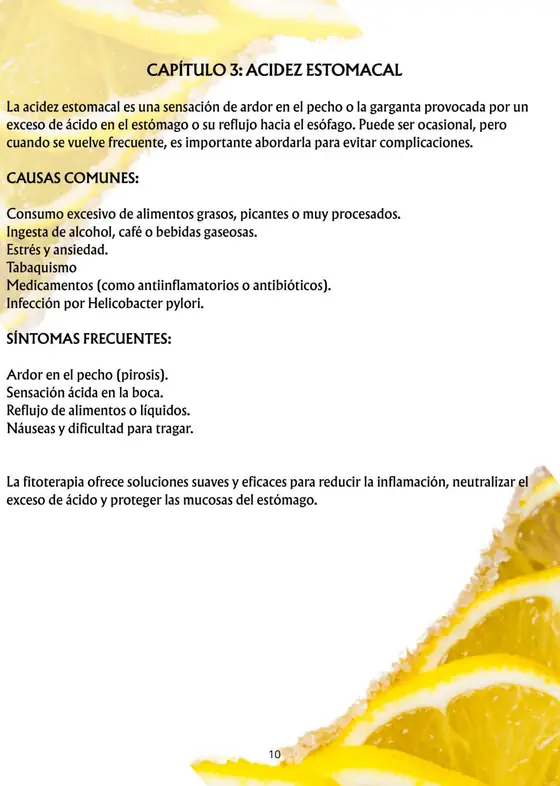 CAPÍTULO 3: ACIDEZ ESTOMACAL
La acidez estomacal es una sensación de ardor en el pecho o la garganta provocada por un
exceso de ácido en el estómago o su reflujo hacia el esófago. Puede ser ocasional, pero
cuando se vuelve frecuente, es importante abordarla para evitar complicaciones.
CAUSAS COMUNES:
Consumo excesivo de alimentos grasos, picantes o muy procesados.
Ingesta de alcohol, café o bebidas gaseosas.
Estrés y ansiedad.
Tabaquismo
Medicamentos (como antiinflamatorios o antibióticos).
Infección por Helicobacter pylori.
SÍNTOMAS FRECUENTES:
Ardor en el pecho (pirosis).
Sensación ácida en la boca.
Reflujo de alimentos o líquidos.
Náuseas y dificultad para tragar.
La fitoterapia ofrece soluciones suaves y eficaces para reducir la inflamación, neutralizar el
exceso de ácido y proteger las mucosas del estómago.
10